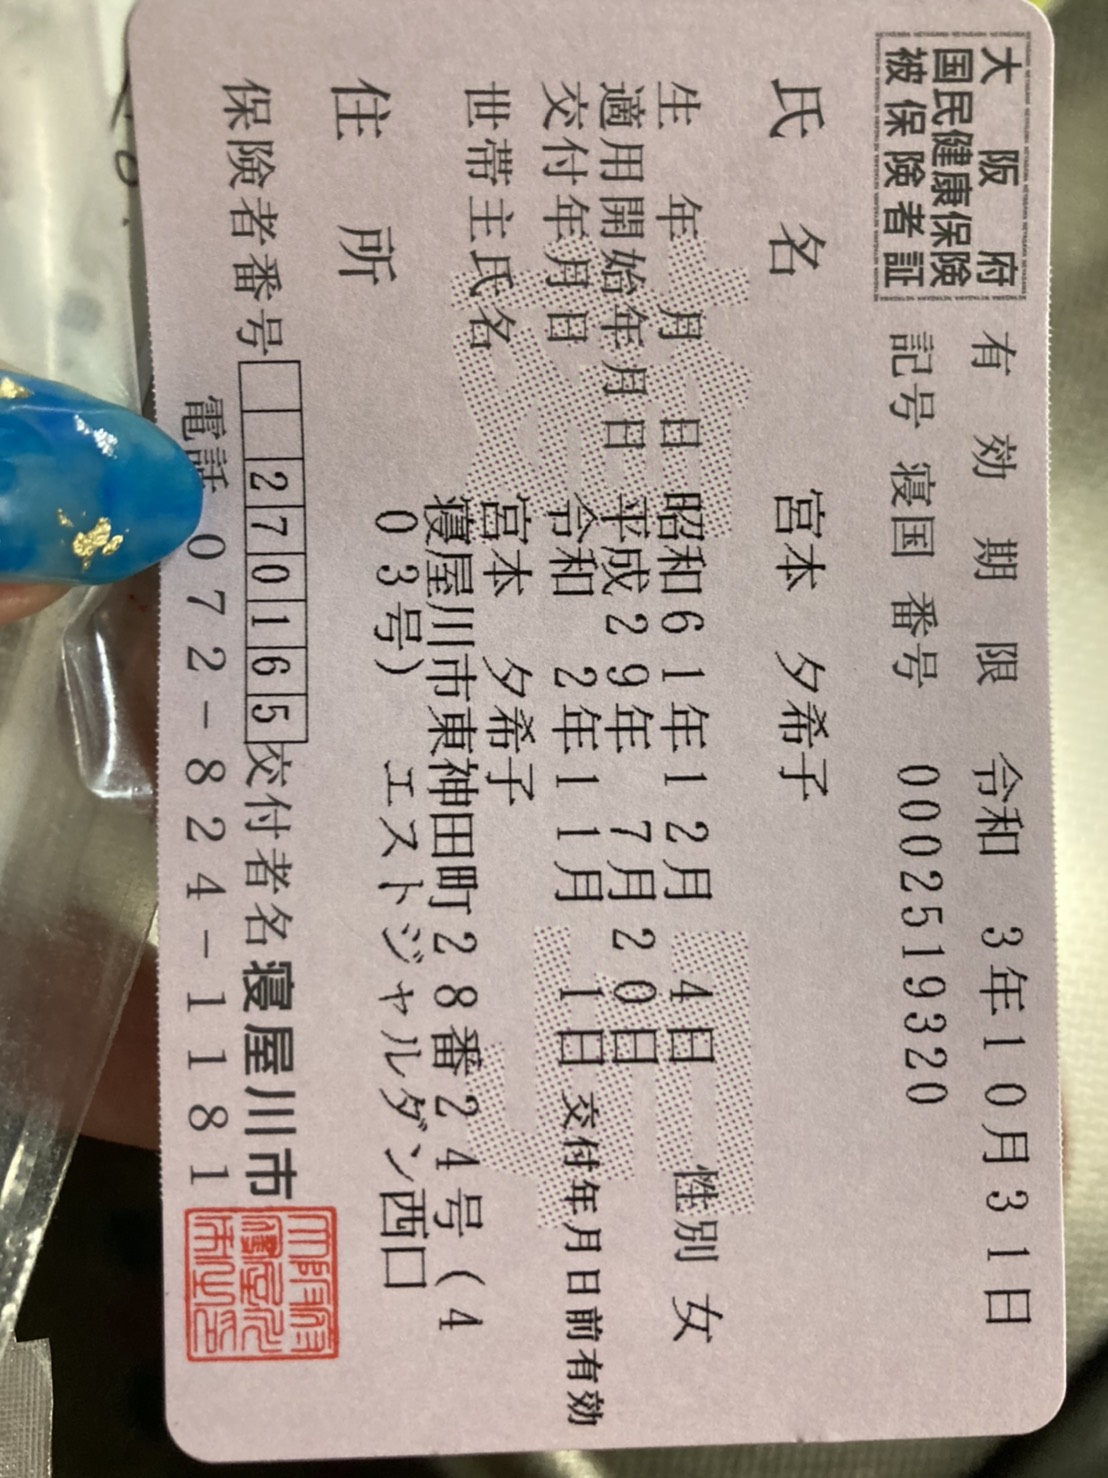 大阪府
国民健康保険
被保険者証
有効期限 令和 3年10月31日
記号 寝国 番号 0002519320
氏名 宮本 夕希子
生年月日 昭和61年12月 4日 性別 女
適用開始年月日 平成29年 7月20日
交付年月日 令和 2年11月 1日 交付年月日前有効
世帯主氏名 宮本 夕希子
住所 寝屋川市東神田町28番24号(4
03号) エストジャルダン西口
保険者番号 270165 交付者名 寝屋川市
電話 072-824-1181